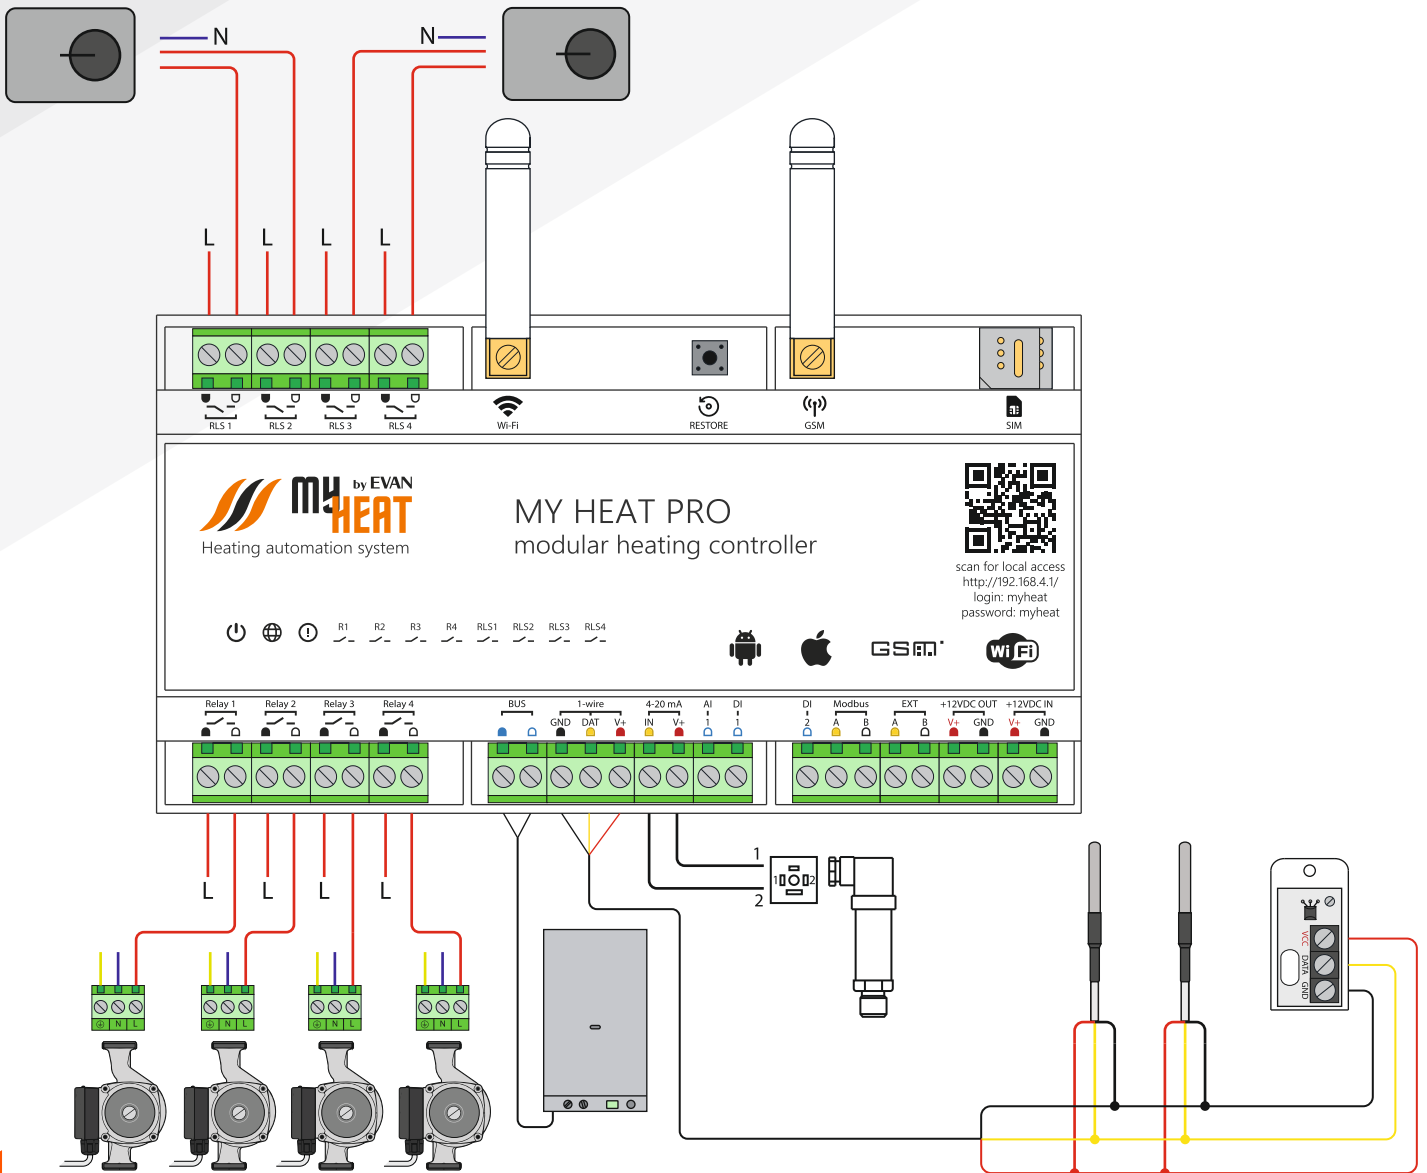 N N
L L L L
RLS 1 RLS 2 RLS 3 RLS 4 Wi-Fi RESTORE GSM SIM
MY HEAT by EVAN
Heating automation system
MY HEAT PRO
modular heating controller
scan for local access
http://192.168.4.1/
login: myheat
password: myheat
R1 R2 R3 R4 RLS1 RLS2 RLS3 RLS4
GSM WiFi
Relay 1 Relay 2 Relay 3 Relay 4 BUS 1-wire 4-20 mA AI DI DI Modbus EXT +12VDC OUT +12VDC IN
GND DAT V+ IN V+ 1 1 2 A B A B V+ GND V+ GND
L L L L
1
1 2
2
VCC
DATA
GND
N L N L N L N L